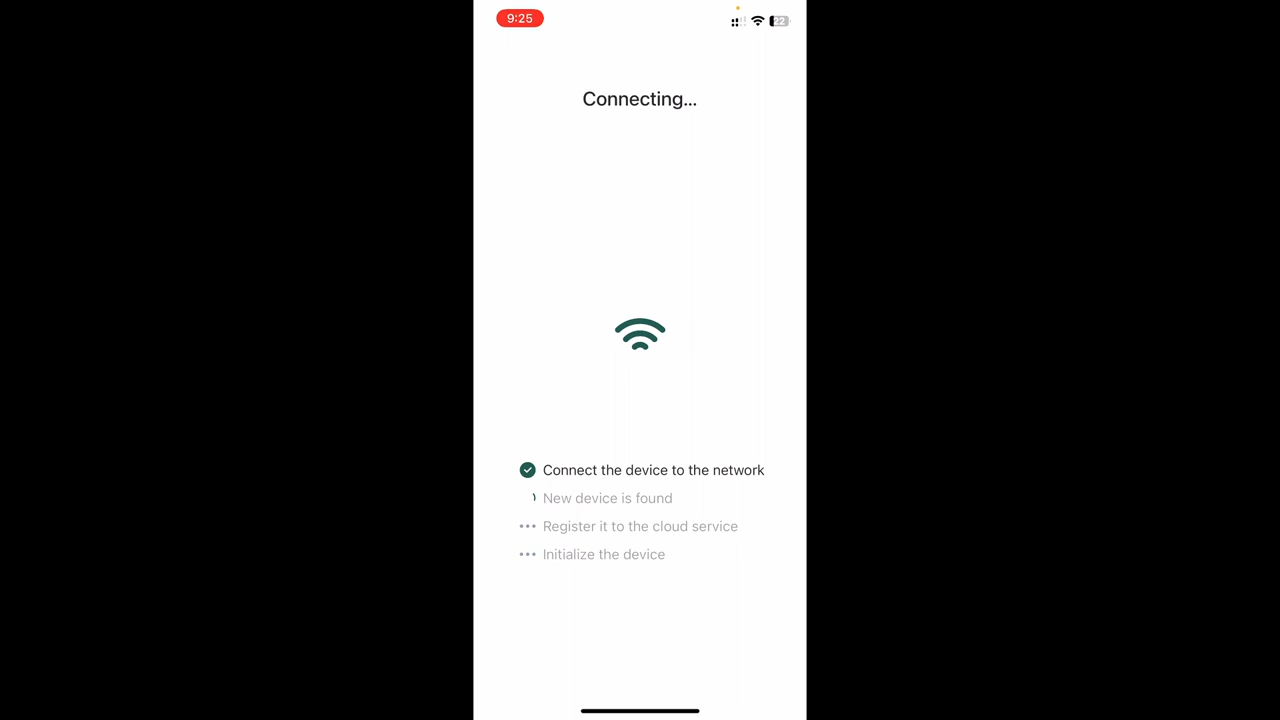 9:25
22
Connecting...
Connect the device to the network
New device is found
Register it to the cloud service
Initialize the device